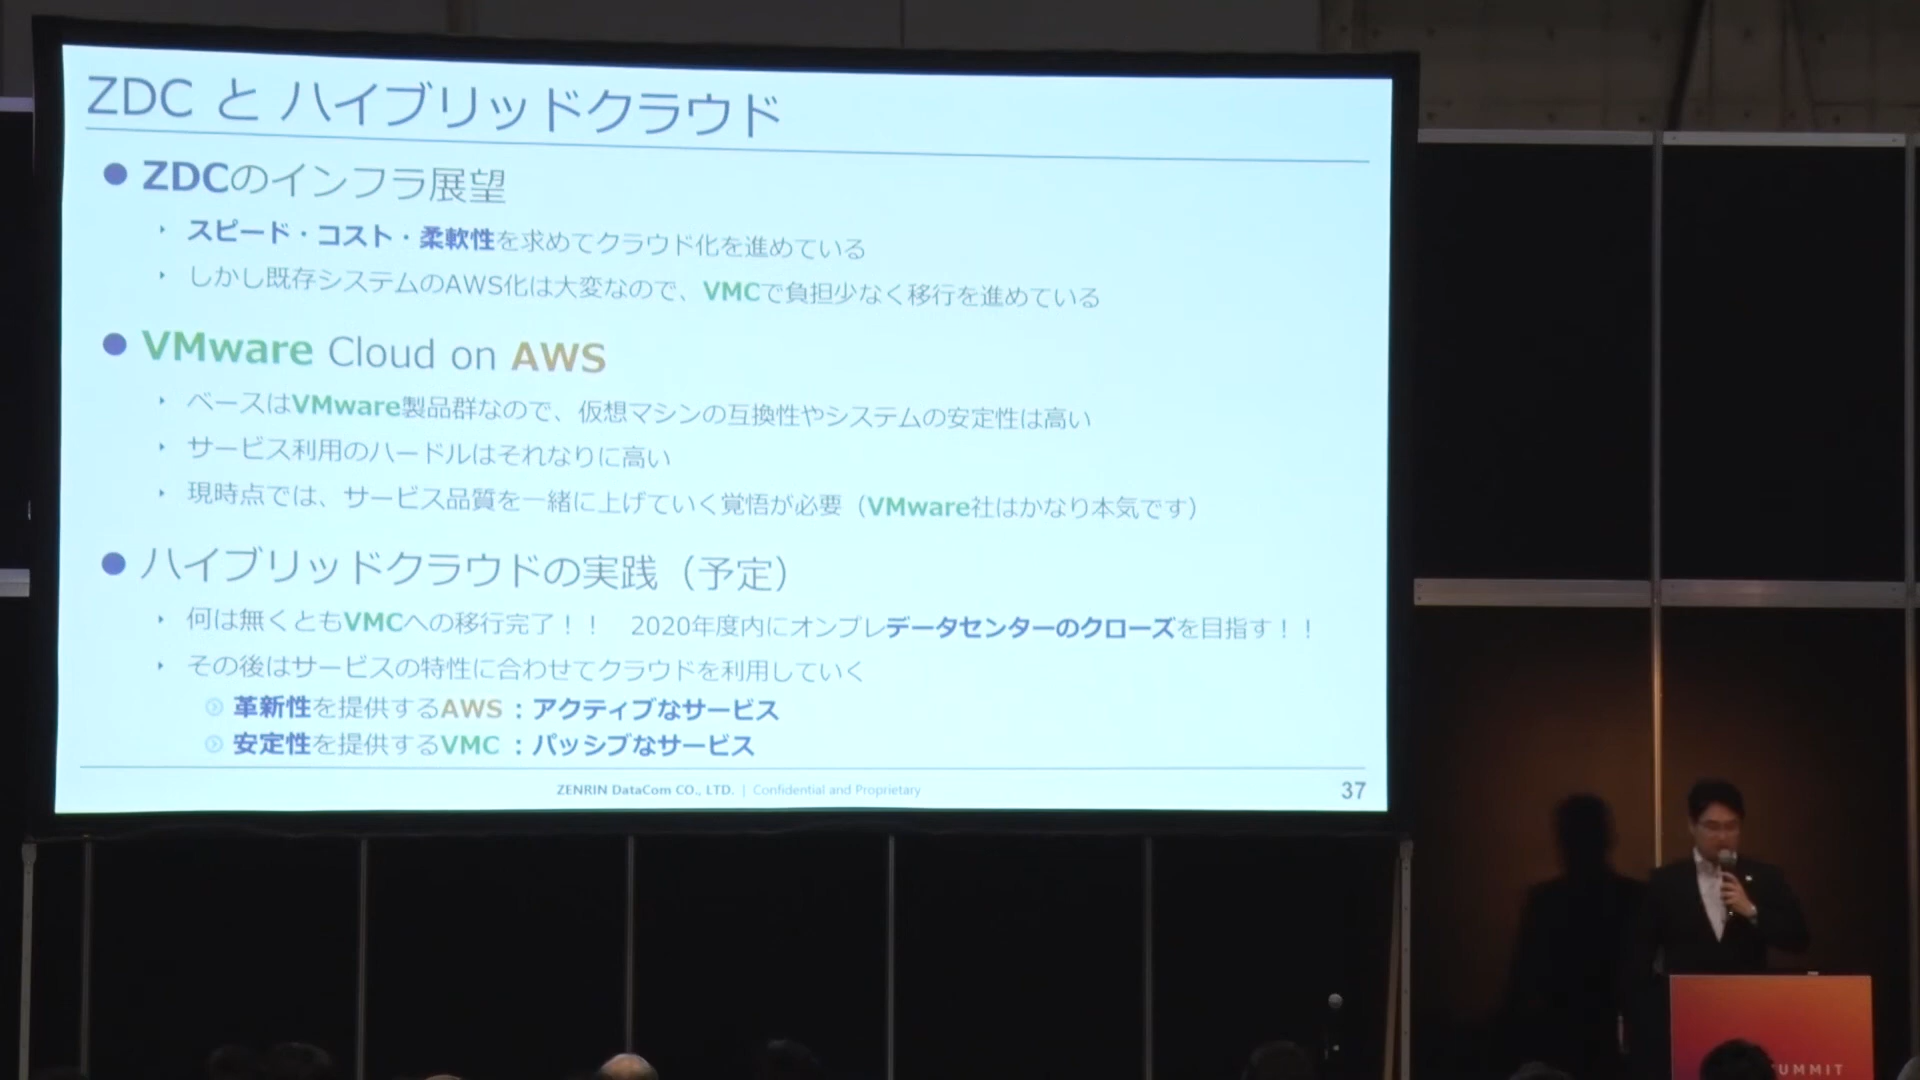 ZDC と ハイブリッドクラウド
● ZDCのインフラ展望
‣ スピード・コスト・柔軟性を求めてクラウド化を進めている
‣ しかし既存システムのAWS化は大変なので、VMCで負担少なく移行を進めている
● VMware Cloud on AWS
‣ ベースはVMware製品群なので、仮想マシンの互換性やシステムの安定性は高い
‣ サービス利用のハードルはそれなりに高い
‣ 現時点では、サービス品質を一緒に上げていく覚悟が必要（VMware社はかなり本気です）
● ハイブリッドクラウドの実践（予定）
‣ 何は無くともVMCへの移行完了！！　2020年度内にオンプレデータセンターのクローズを目指す！！
‣ その後はサービスの特性に合わせてクラウドを利用していく
革新性を提供するAWS：アクティブなサービス
安定性を提供するVMC：パッシブなサービス
ZENRIN DataCom CO., LTD. | Confidential and Proprietary
37
UMMIT